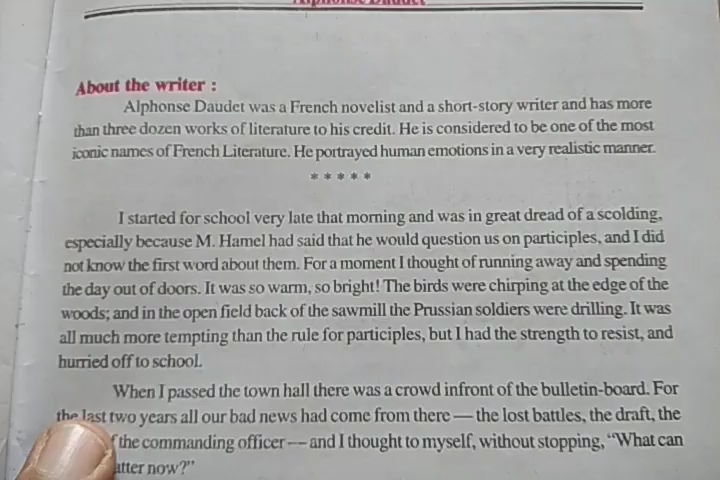 Alphonse Daudet
About the writer :
Alphonse Daudet was a French novelist and a short-story writer and has more
than three dozen works of literature to his credit. He is considered to be one of the most
iconic names of French Literature. He portrayed human emotions in a very realistic manner.
*****
I started for school very late that morning and was in great dread of a scolding,
especially because M. Hamel had said that he would question us on participles, and I did
not know the first word about them. For a moment I thought of running away and spending
the day out of doors. It was so warm, so bright! The birds were chirping at the edge of the
woods; and in the open field back of the sawmill the Prussian soldiers were drilling. It was
all much more tempting than the rule for participles, but I had the strength to resist, and
hurried off to school.
When I passed the town hall there was a crowd infront of the bulletin-board. For
the last two years all our bad news had come from there — the lost battles, the draft, the
the commanding officer — and I thought to myself, without stopping, “What can
now?”